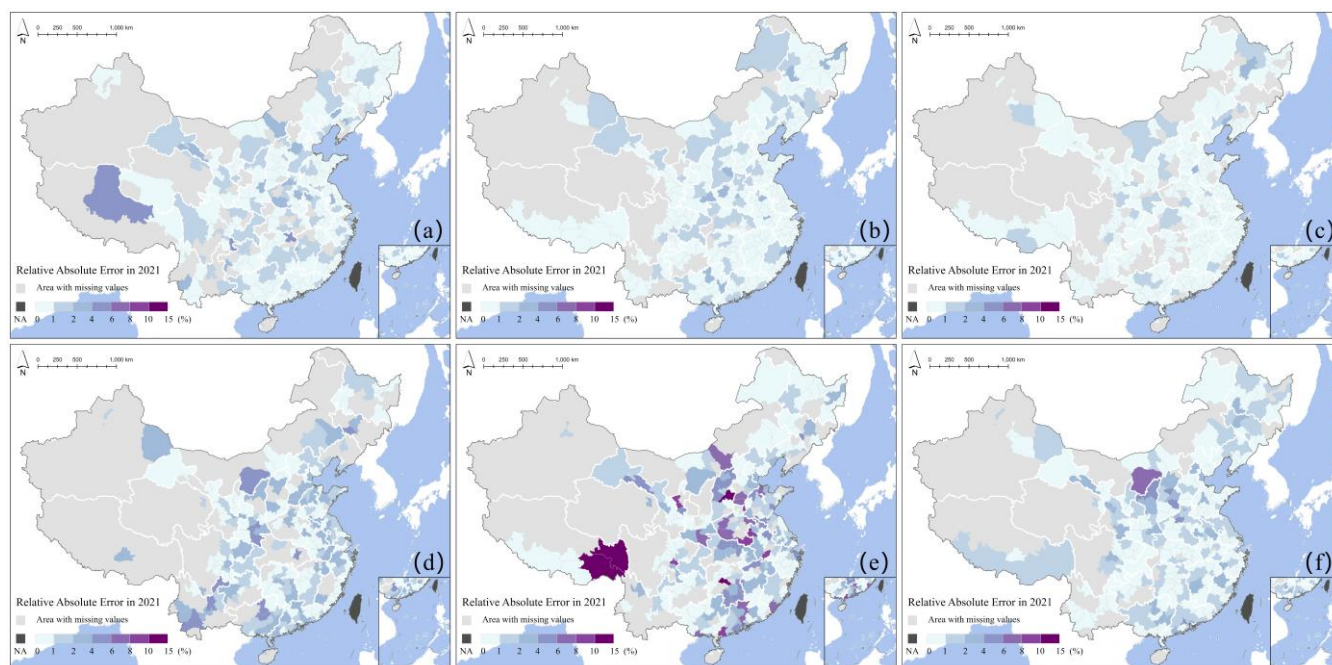 0 250 500 1,000 km
N
(a)
Relative Absolute Error in 2021
Area with missing values
NA 0 1 2 4 6 8 10 15 (%)
0 250 500 1,000 km
N
(b)
Relative Absolute Error in 2021
Area with missing values
NA 0 1 2 4 6 8 10 15 (%)
0 250 500 1,000 km
N
(c)
Relative Absolute Error in 2021
Area with missing values
NA 0 1 2 4 6 8 10 15 (%)
0 250 500 1,000 km
N
(d)
Relative Absolute Error in 2021
Area with missing values
NA 0 1 2 4 6 8 10 15 (%)
0 250 500 1,000 km
N
(e)
Relative Absolute Error in 2021
Area with missing values
NA 0 1 2 4 6 8 10 15 (%)
0 250 500 1,000 km
N
(f)
Relative Absolute Error in 2021
Area with missing values
NA 0 1 2 4 6 8 10 15 (%)